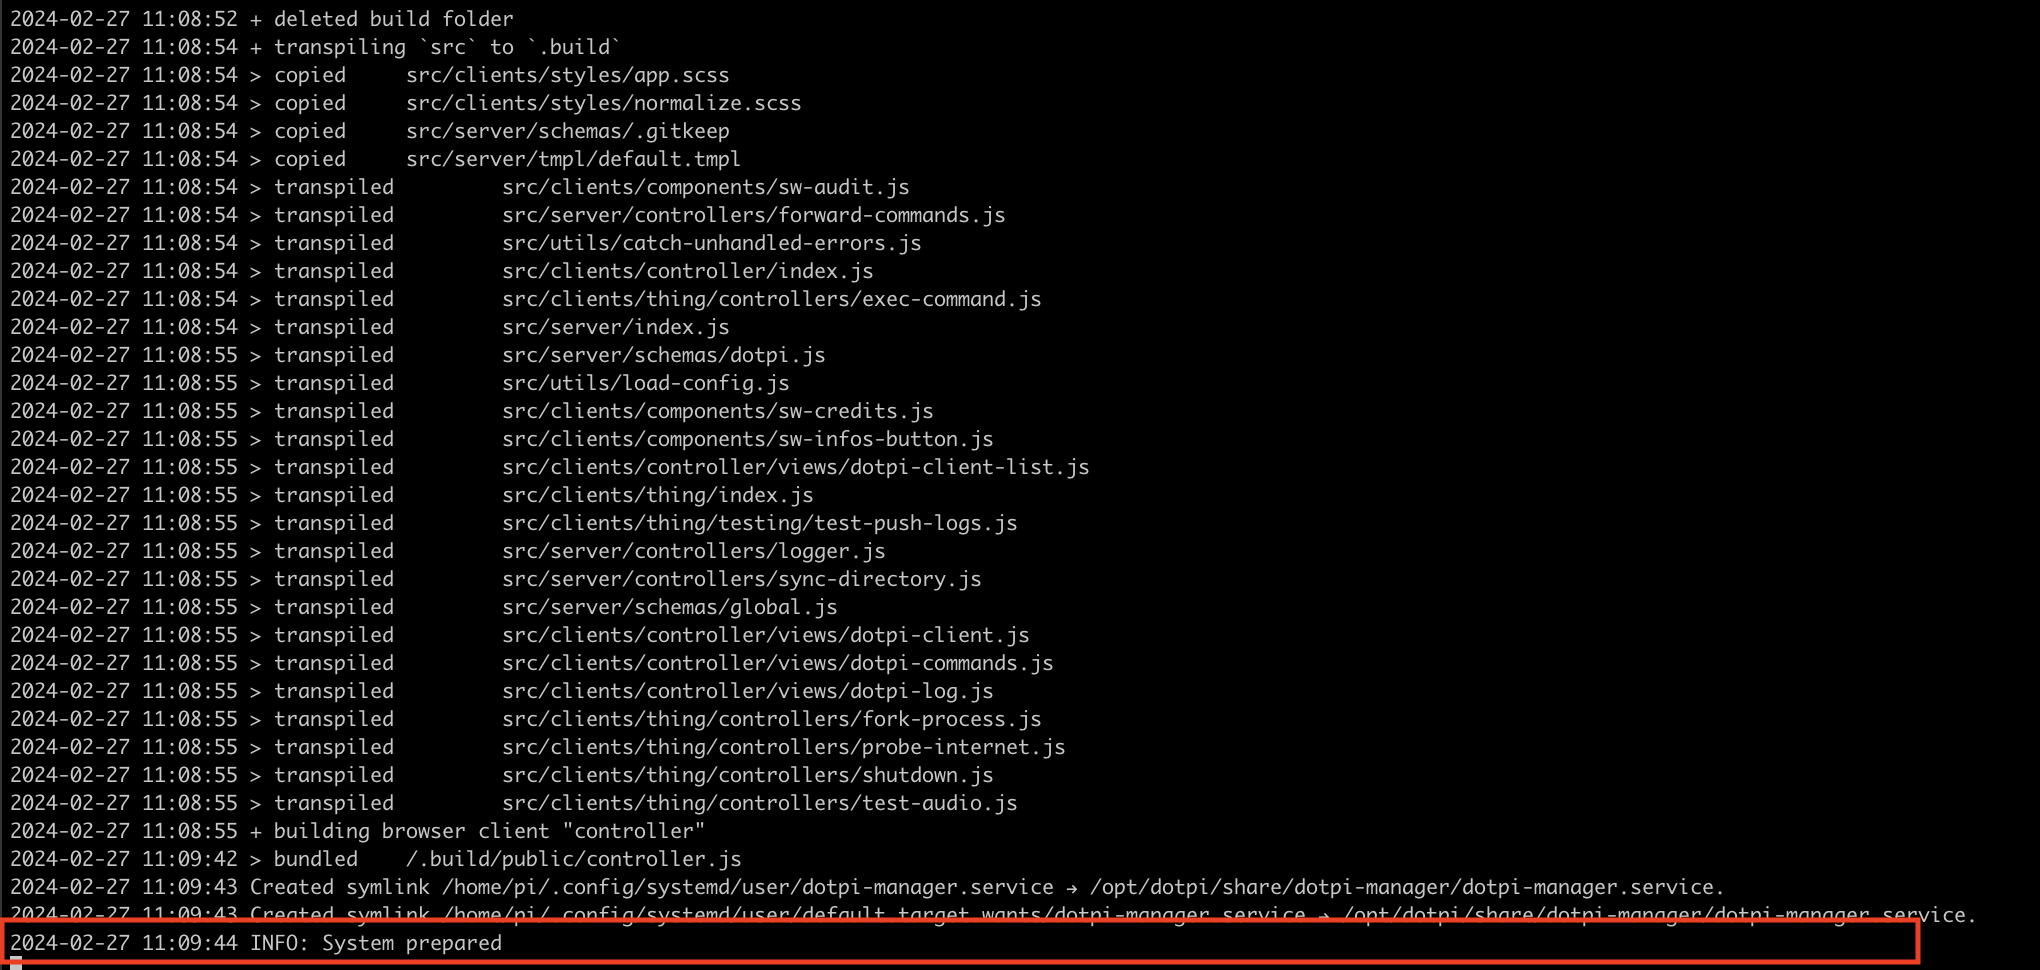 2024-02-27 11:08:52 + deleted build folder
2024-02-27 11:08:54 + transpiling `src` to `.build`
2024-02-27 11:08:54 > copied src/clients/styles/app.scss
2024-02-27 11:08:54 > copied src/clients/styles/normalize.scss
2024-02-27 11:08:54 > copied src/server/schemas/.gitkeep
2024-02-27 11:08:54 > copied src/server/tmpl/default.tmpl
2024-02-27 11:08:54 > transpiled src/clients/components/sw-audit.js
2024-02-27 11:08:54 > transpiled src/server/controllers/forward-commands.js
2024-02-27 11:08:54 > transpiled src/utils/catch-unhandled-errors.js
2024-02-27 11:08:54 > transpiled src/clients/controller/index.js
2024-02-27 11:08:54 > transpiled src/clients/thing/controllers/exec-command.js
2024-02-27 11:08:54 > transpiled src/server/index.js
2024-02-27 11:08:55 > transpiled src/server/schemas/dotpi.js
2024-02-27 11:08:55 > transpiled src/utils/load-config.js
2024-02-27 11:08:55 > transpiled src/clients/components/sw-credits.js
2024-02-27 11:08:55 > transpiled src/clients/components/sw-infos-button.js
2024-02-27 11:08:55 > transpiled src/clients/controller/views/dotpi-client-list.js
2024-02-27 11:08:55 > transpiled src/clients/thing/index.js
2024-02-27 11:08:55 > transpiled src/clients/thing/testing/test-push-logs.js
2024-02-27 11:08:55 > transpiled src/server/controllers/logger.js
2024-02-27 11:08:55 > transpiled src/server/controllers/sync-directory.js
2024-02-27 11:08:55 > transpiled src/server/schemas/global.js
2024-02-27 11:08:55 > transpiled src/clients/controller/views/dotpi-client.js
2024-02-27 11:08:55 > transpiled src/clients/controller/views/dotpi-commands.js
2024-02-27 11:08:55 > transpiled src/clients/controller/views/dotpi-log.js
2024-02-27 11:08:55 > transpiled src/clients/thing/controllers/fork-process.js
2024-02-27 11:08:55 > transpiled src/clients/thing/controllers/probe-internet.js
2024-02-27 11:08:55 > transpiled src/clients/thing/controllers/shutdown.js
2024-02-27 11:08:55 > transpiled src/clients/thing/controllers/test-audio.js
2024-02-27 11:08:55 + building browser client "controller"
2024-02-27 11:09:42 > bundled /.build/public/controller.js
2024-02-27 11:09:43 Created symlink /home/pi/.config/systemd/user/dotpi-manager.service → /opt/dotpi/share/dotpi-manager/dotpi-manager.service.
2024-02-27 11:09:43 Created symlink /home/pi/.config/systemd/user/default.target.wants/dotpi-manager.service → /opt/dotpi/share/dotpi-manager/dotpi-manager.service.
2024-02-27 11:09:44 INFO: System prepared